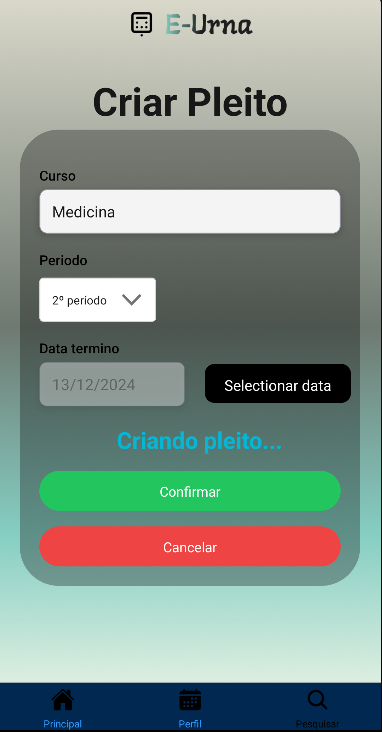 E-Urna
Criar Pleito
Curso
Medicina
Periodo
2º periodo
Data termino
13/12/2024
Selectionar data
Criando pleito...
Confirmar
Cancelar
Principal
Perfil
Pesquisar